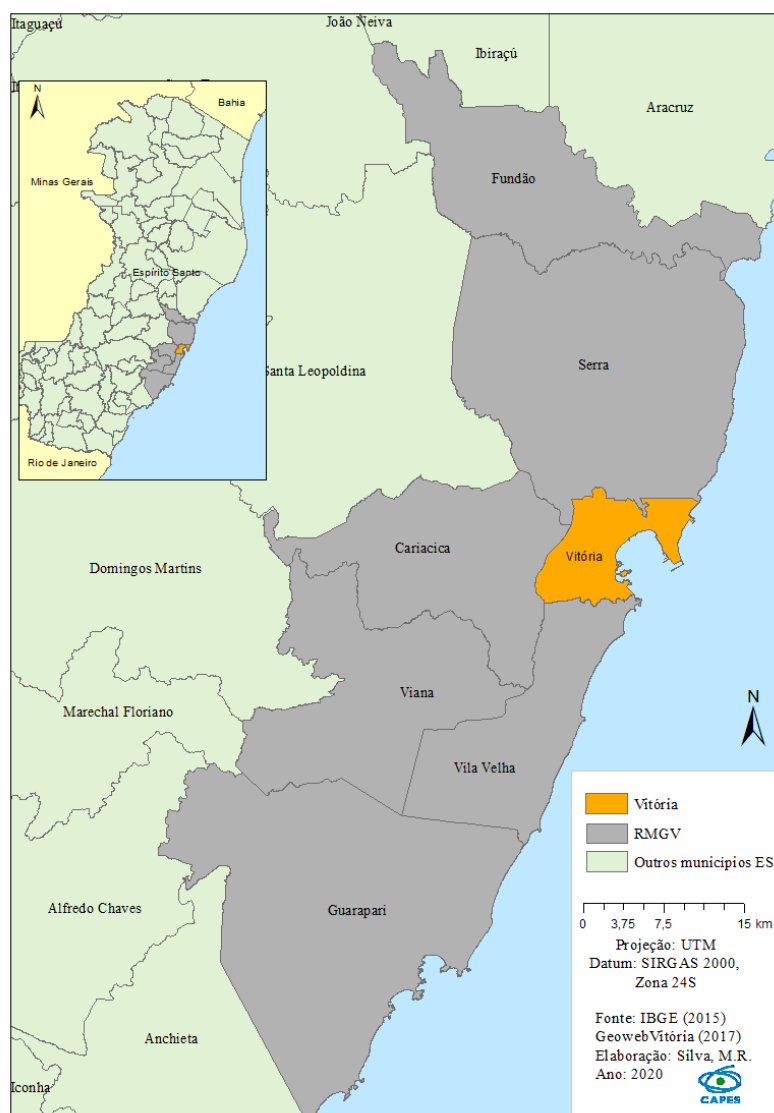 Itaguaçú
João Neiva
Ibiraçú
Aracruz
Fundão
Serra
Santa Leopoldina
Cariacica
Vitória
Domingos Martins
Viana
Marechal Floriano
Vila Velha
Guarapari
Alfredo Chaves
Anchieta
Iconha
N
Bahia
Minas Gerais
Espírito Santo
Rio de Janeiro
N
Vitória
RMGV
Outros municipios ES
0 3,75 7,5 15 km
Projeção: UTM
Datum: SIRGAS 2000,
Zona 24S
Fonte: IBGE (2015)
GeowebVitória (2017)
Elaboração: Silva, M.R.
Ano: 2020
CAPES